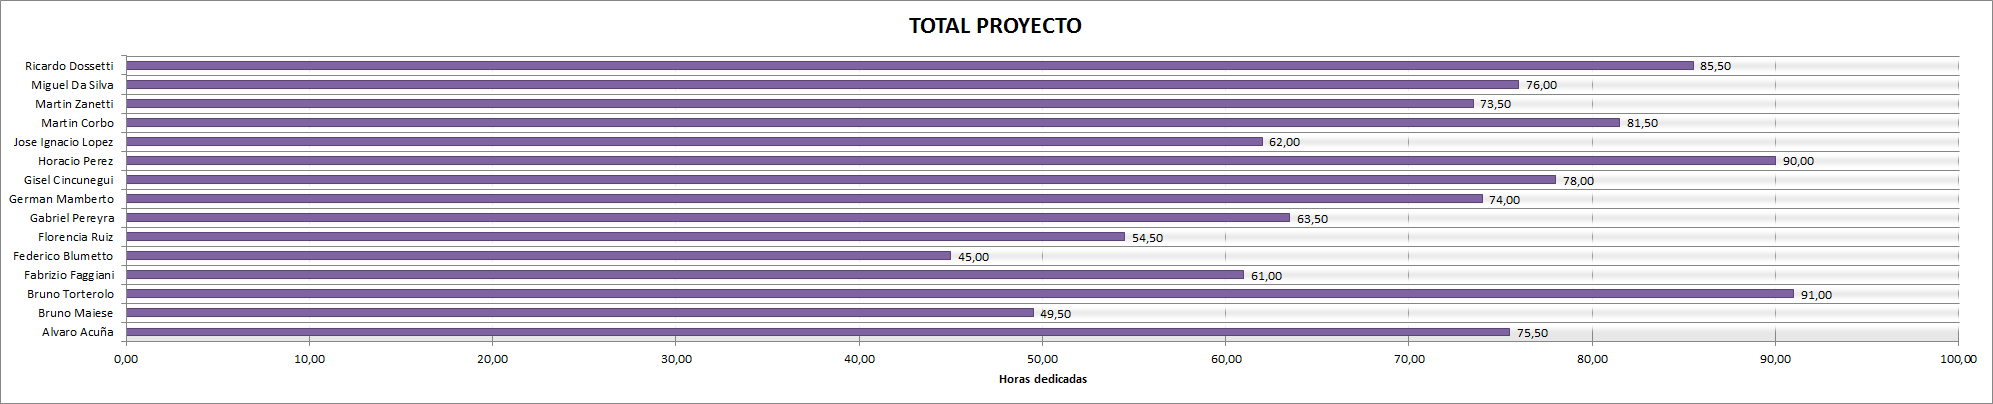 TOTAL PROYECTO
Ricardo Dossetti 85,50
Miguel Da Silva 76,00
Martin Zanetti 73,50
Martin Corbo 81,50
Jose Ignacio Lopez 62,00
Horacio Perez 90,00
Gisel Cincunegui 78,00
German Mamberto 74,00
Gabriel Pereyra 63,50
Florencia Ruiz 54,50
Federico Blumetto 45,00
Fabrizio Faggiani 61,00
Bruno Torterolo 91,00
Bruno Maiese 49,50
Alvaro Acuña 75,50
0,00 10,00 20,00 30,00 40,00 50,00 60,00 70,00 80,00 90,00 100,00
Horas dedicadas